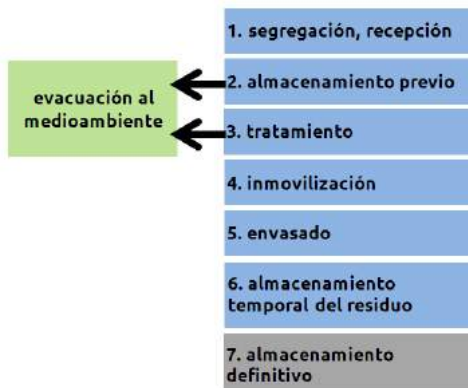 1. segregación, recepción
evacuación al
medioambiente
2. almacenamiento previo
3. tratamiento
4. inmovilización
5. envasado
6. almacenamiento
temporal del residuo
7. almacenamiento
definitivo